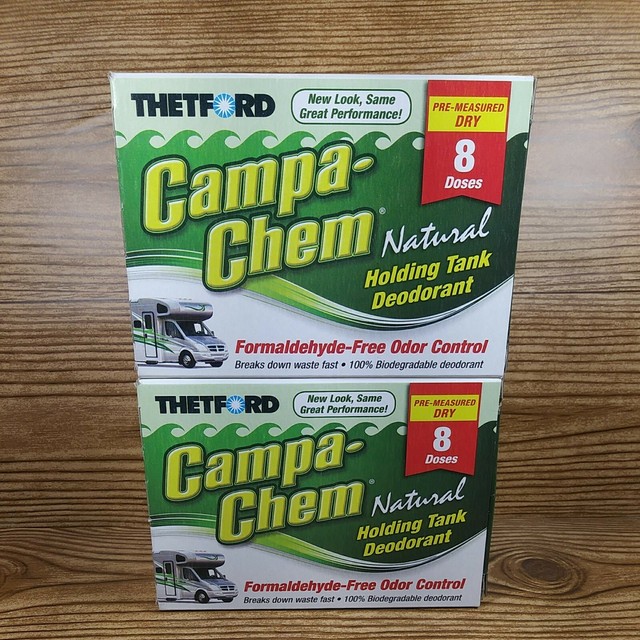 THETFORD
New Look, Same
Great Performance!
PRE-MEASURED
DRY
8
Doses
Campa-
Chem®
Natural
Holding Tank
Deodorant
Formaldehyde-Free Odor Control
Breaks down waste fast • 100% Biodegradable deodorant
THETFORD
New Look, Same
Great Performance!
PRE-MEASURED
DRY
8
Doses
Campa-
Chem®
Natural
Holding Tank
Deodorant
Formaldehyde-Free Odor Control
Breaks down waste fast • 100% Biodegradable deodorant